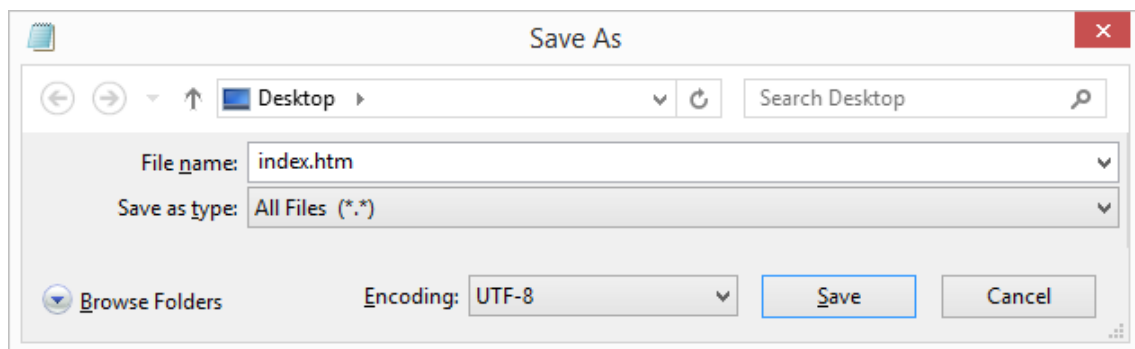 Save As
Desktop
Search Desktop
File name: index.htm
Save as type: All Files (*.*)
Browse Folders Encoding: UTF-8 Save Cancel